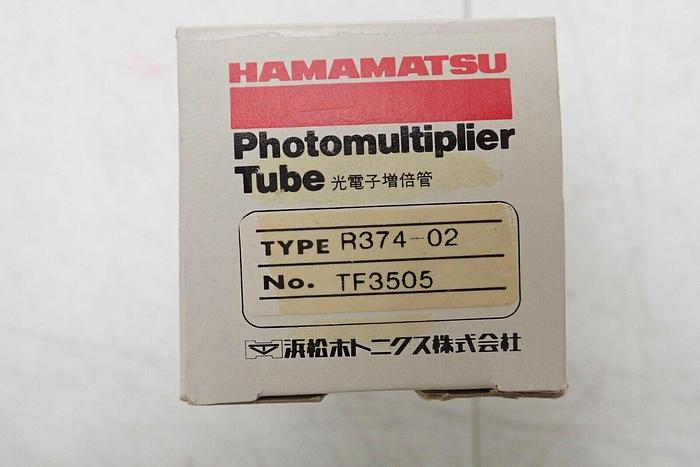 HAMAMATSU
Photomultiplier
Tube 光電子増倍管
TYPE R374-02
No. TF3505
浜松ホトニクス株式会社